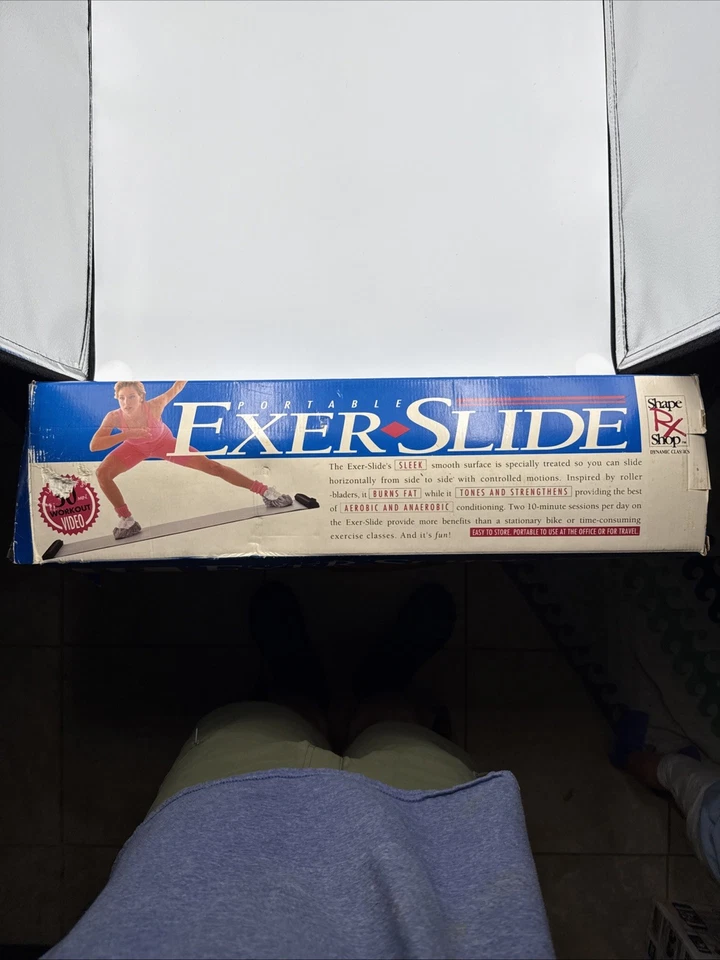 PORTABLE
EXER SLIDE
Shape
Rx
Shop
DYNAMIC CLASSICS
The Exer-Slide's SLEEK smooth surface is specially treated so you can slide
horizontally from side to side with controlled motions. Inspired by roller
-bladers, it BURNS FAT while it TONES AND STRENGTHENS providing the best
of AEROBIC AND ANAEROBIC conditioning. Two 10-minute sessions per day on
the Exer-Slide provide more benefits than a stationary bike or time-consuming
exercise classes. And it's fun! EASY TO STORE. PORTABLE TO USE AT THE OFFICE OR FOR TRAVEL.
WORKOUT
VIDEO